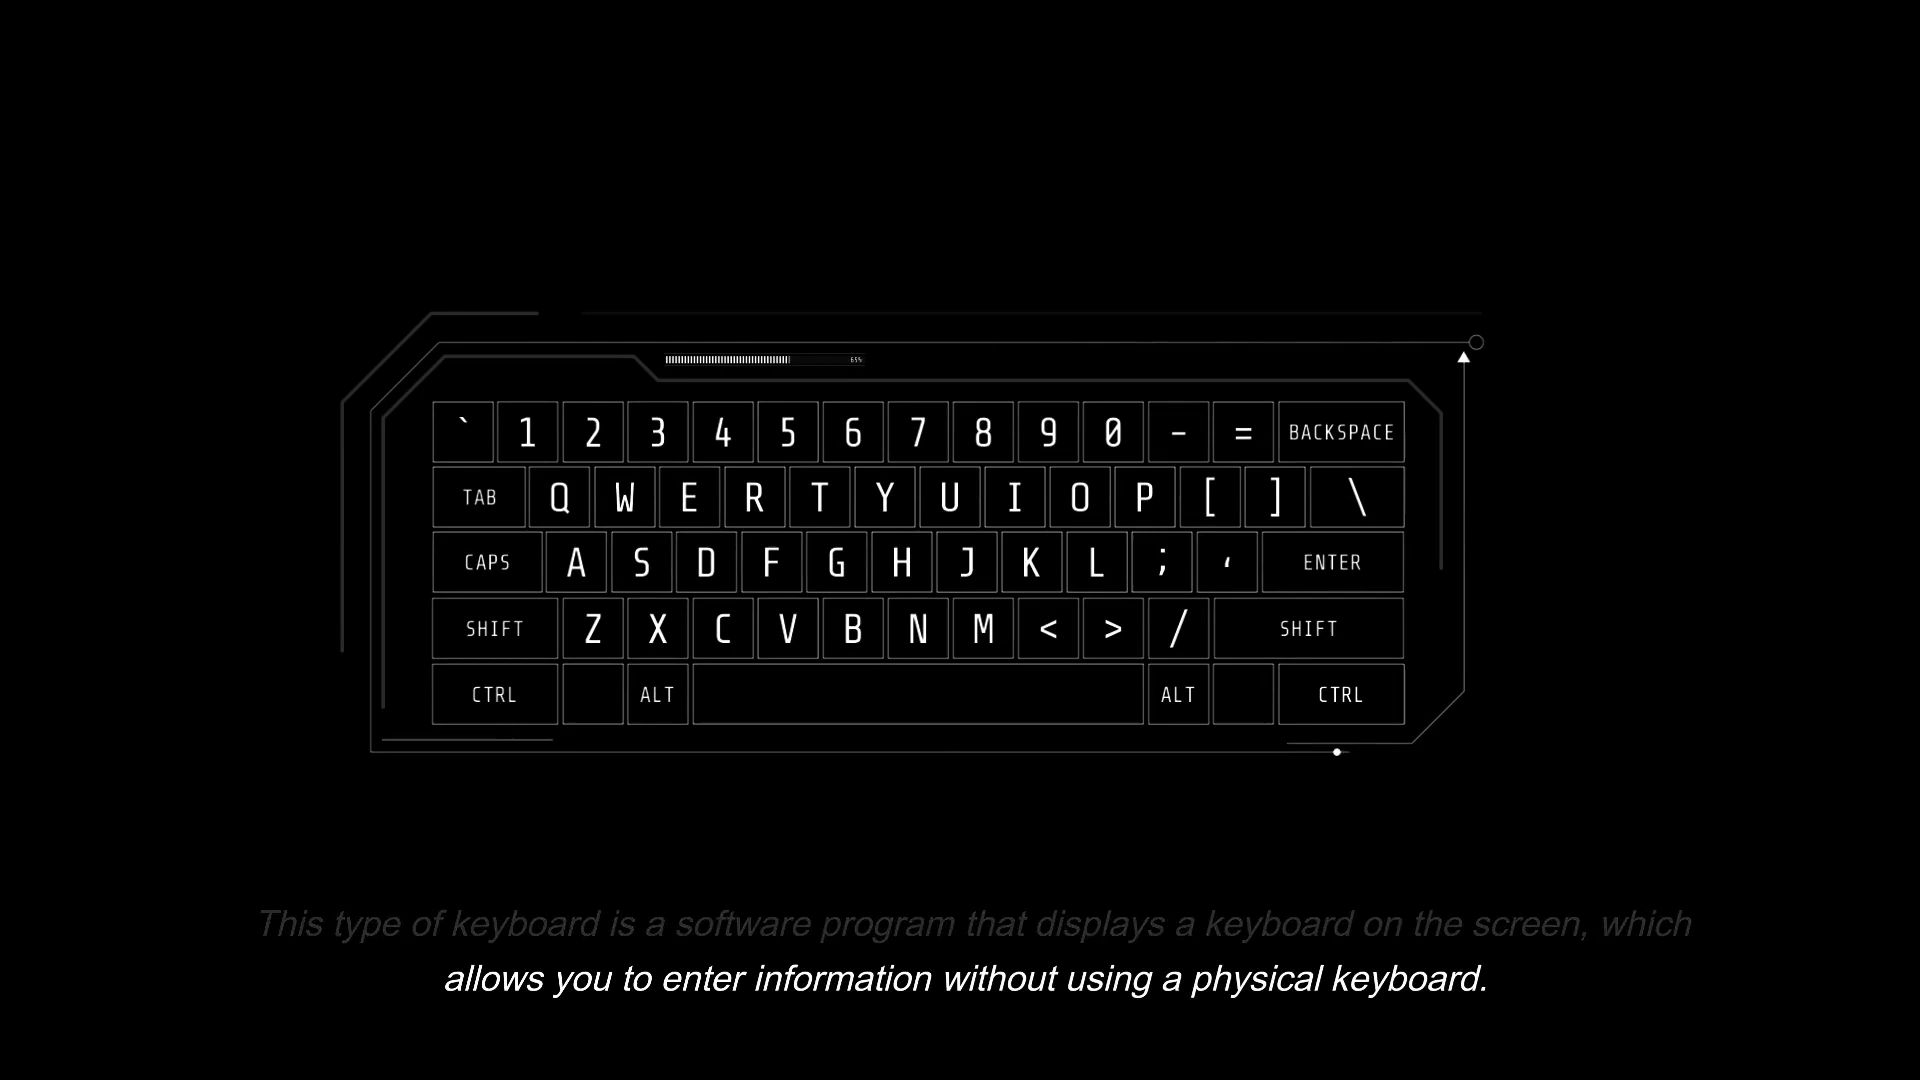 65%
` 1 2 3 4 5 6 7 8 9 0 - = BACKSPACE
TAB Q W E R T Y U I O P [ ] \
CAPS A S D F G H J K L ; ‘ ENTER
SHIFT Z X C V B N M < > / SHIFT
CTRL ALT ALT CTRL
This type of keyboard is a software program that displays a keyboard on the screen, which
allows you to enter information without using a physical keyboard.